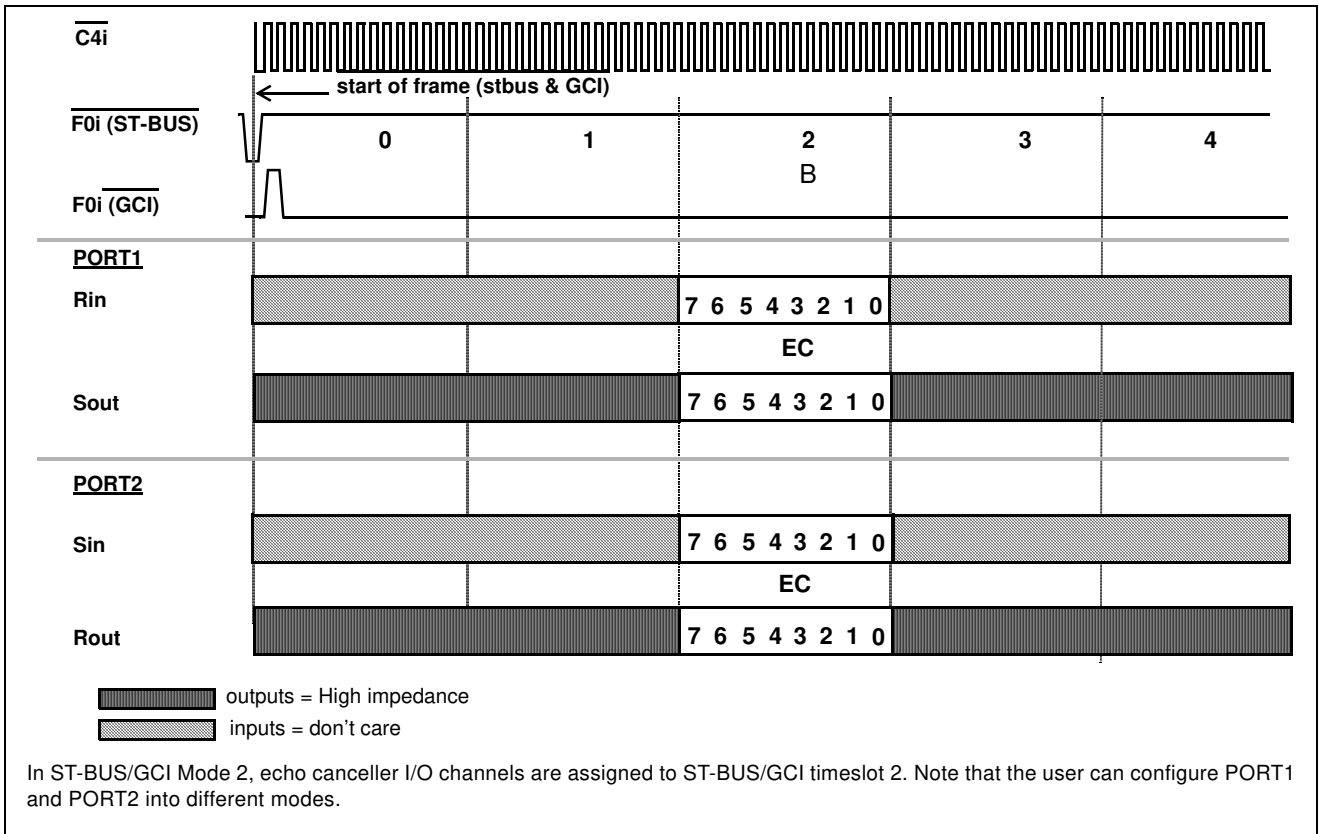 C4i
start of frame (stbus & GCI)
F0i (ST-BUS)
0 1 2 3 4
B
F0i (GCI)
PORT1
Rin
7 6 5 4 3 2 1 0
EC
Sout
7 6 5 4 3 2 1 0
PORT2
Sin
7 6 5 4 3 2 1 0
EC
Rout
7 6 5 4 3 2 1 0
outputs = High impedance
inputs = don't care
In ST-BUS/GCI Mode 2, echo canceller I/O channels are assigned to ST-BUS/GCI timeslot 2. Note that the user can configure PORT1
and PORT2 into different modes.